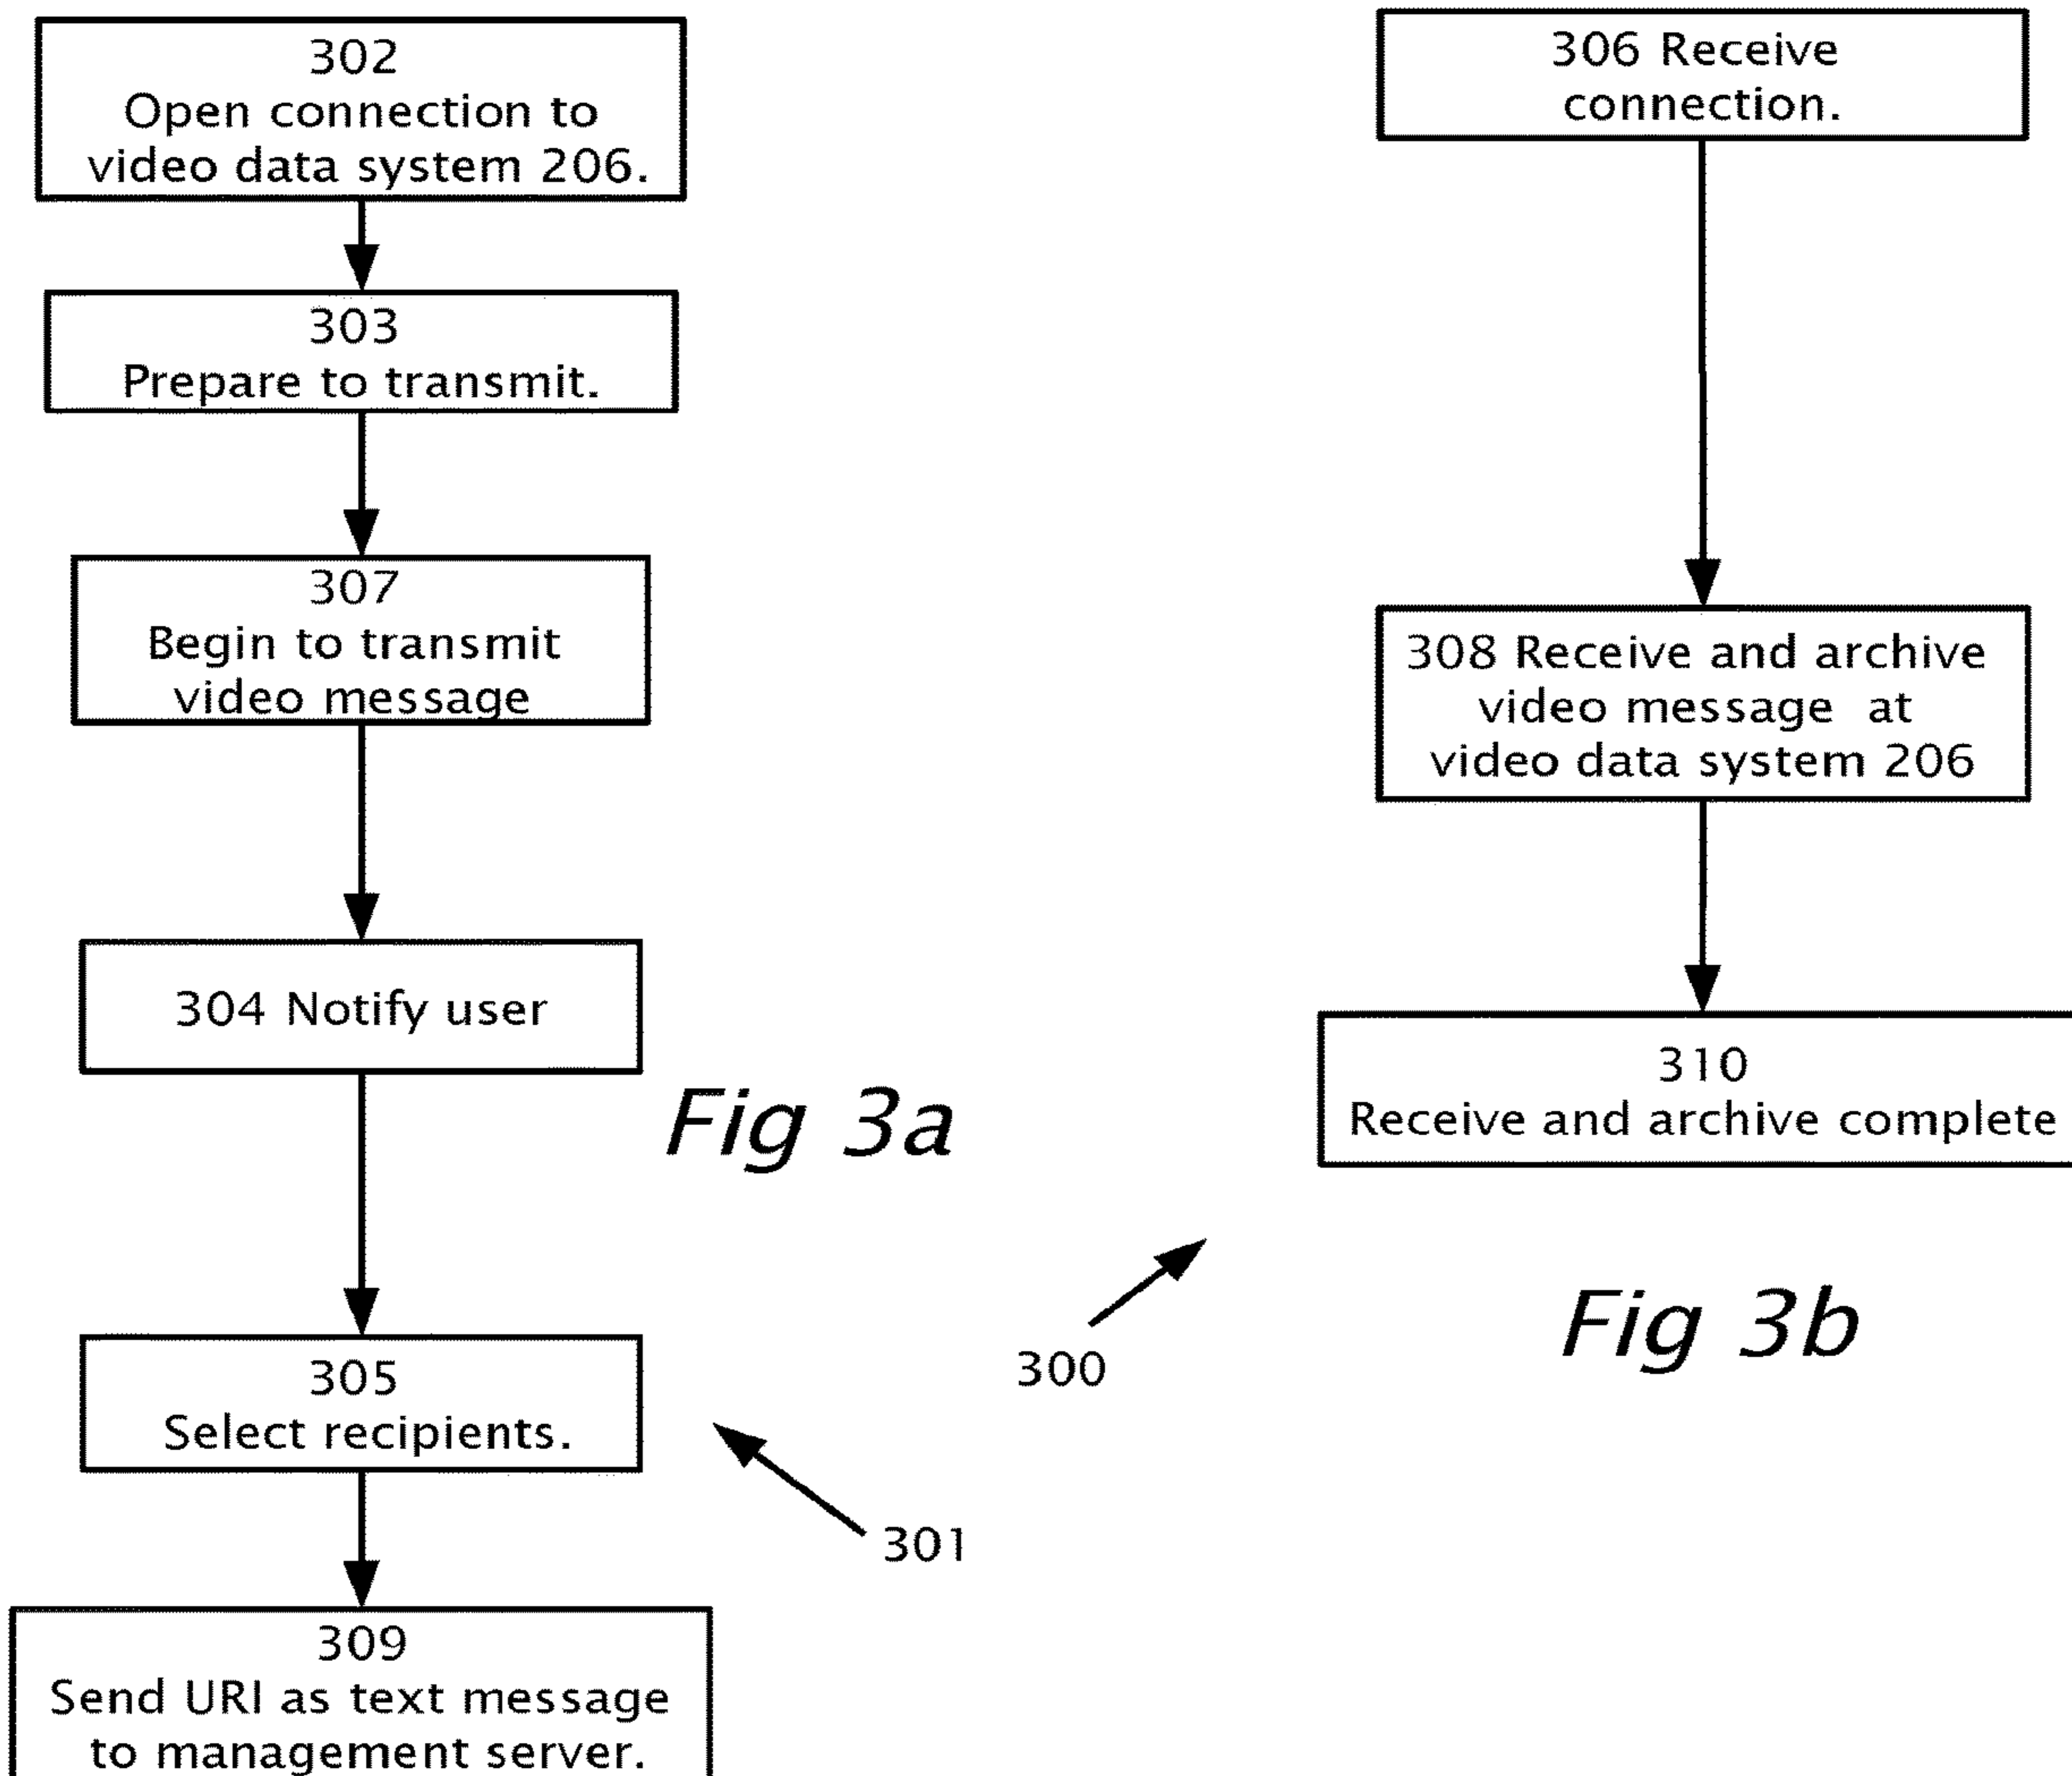 302
Open connection to
video data system 206.
303
Prepare to transmit.
307
Begin to transmit
video message
304 Notify user
Fig 3a
305
Select recipients.
301
309
Send URI as text message
to management server.
306 Receive
connection.
308 Receive and archive
video message at
video data system 206
310
Receive and archive complete
300
Fig 3b